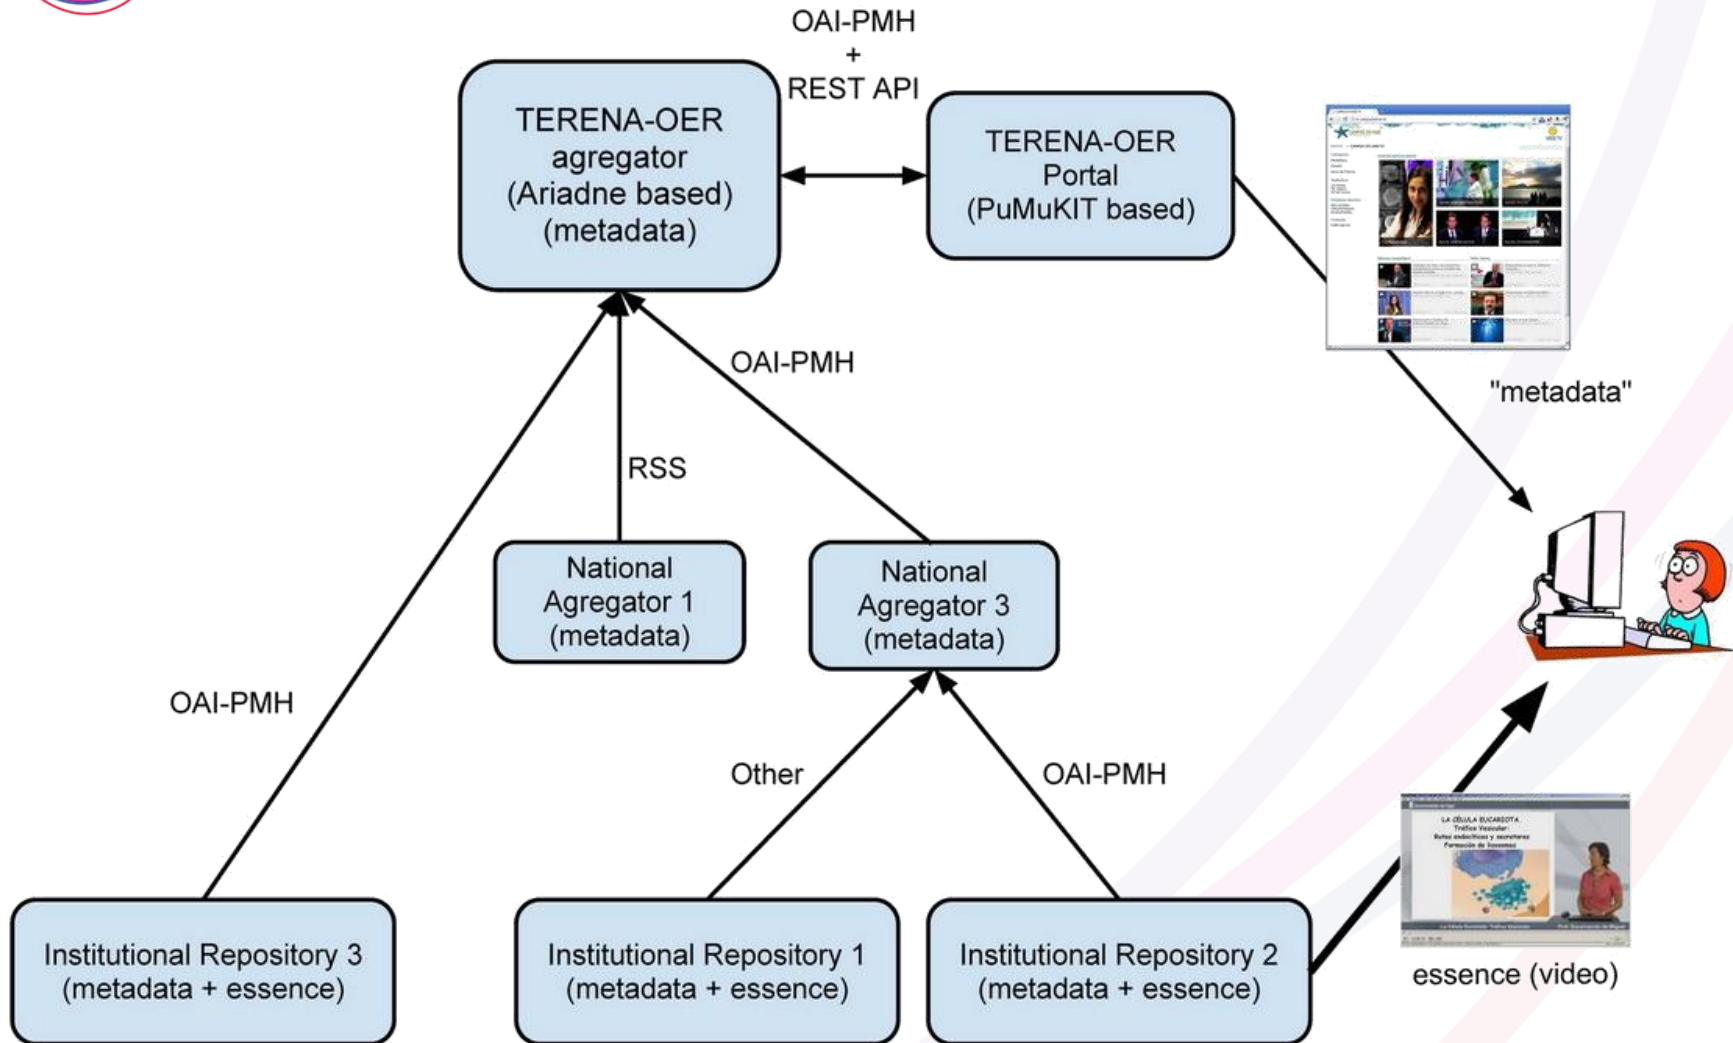 OAI-PMH
+
REST API
TERENA-OER
agregator
(Ariadne based)
(metadata)
TERENA-OER
Portal
(PuMuKIT based)
"metadata"
OAI-PMH
RSS
National
Agregator 1
(metadata)
National
Agregator 3
(metadata)
OAI-PMH
Other
OAI-PMH
LA CÉLULA EUCARIOTA.
Tráfico Vesicular:
Rutas endocíticas y secretoras
Formación de lisosomas
essence (video)
Institutional Repository 3
(metadata + essence)
Institutional Repository 1
(metadata + essence)
Institutional Repository 2
(metadata + essence)